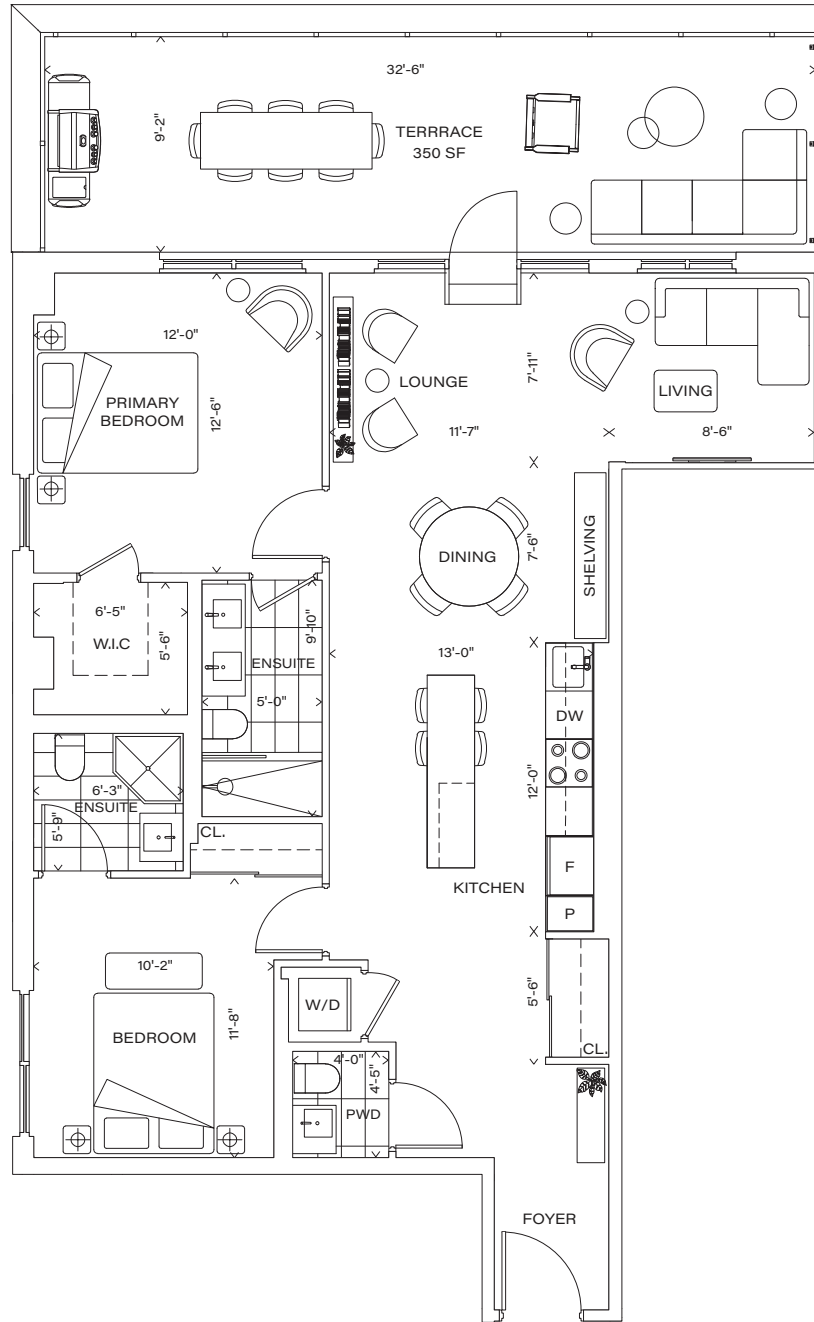 32'-6"
9'-2"
TERRRACE
350 SF
12'-0"
PRIMARY
BEDROOM
12'-6"
LOUNGE
11'-7"
7'-11"
LIVING
8'-6"
DINING
7'-6"
SHELVING
6'-5"
W.I.C
5'-6"
9'-10"
ENSUITE
5'-0"
13'-0"
DW
12'-0"
6'-3"
ENSUITE
5'-9"
CL.
F
KITCHEN
P
10'-2"
BEDROOM
11'-8"
W/D
5'-6"
CL.
4'-0"
4'-5"
PWD
FOYER